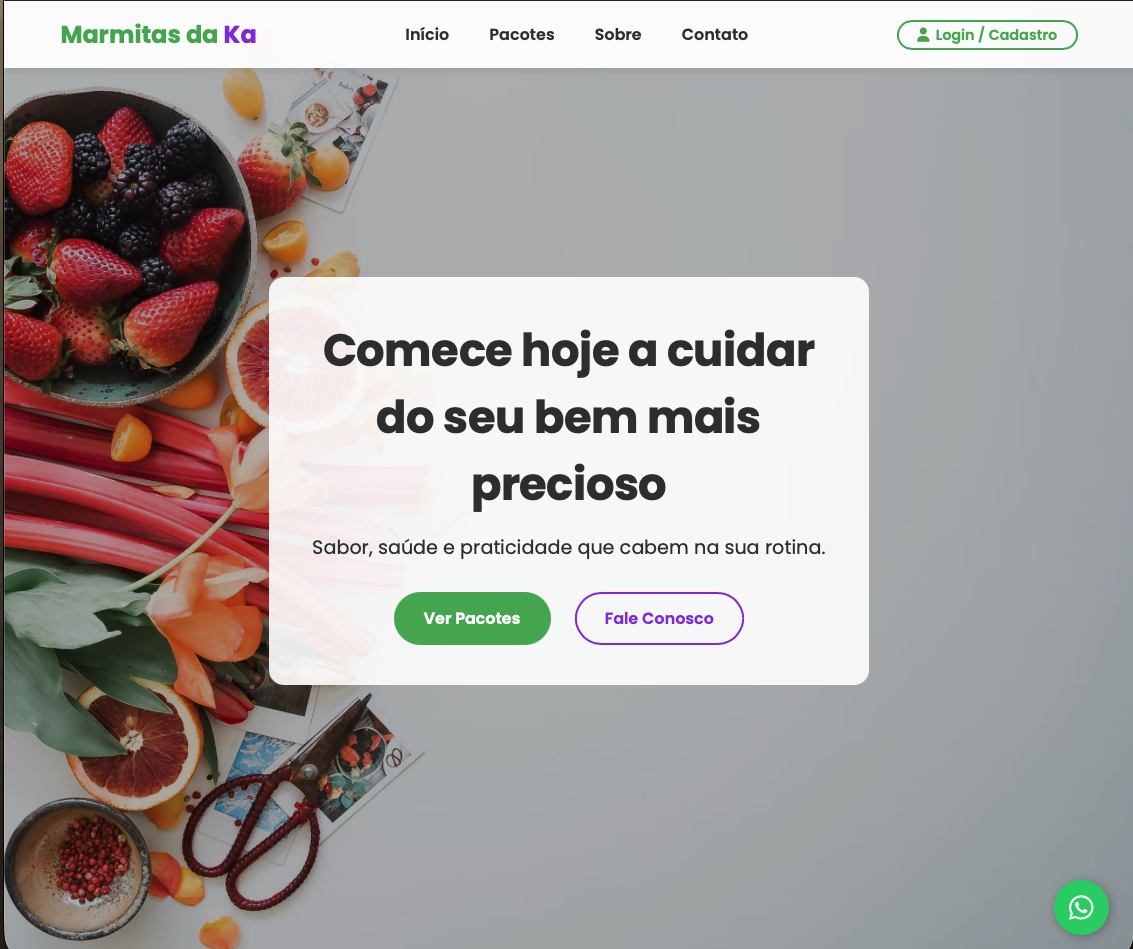 Marmitas da Ka
Início
Pacotes
Sobre
Contato
Login / Cadastro
Comece hoje a cuidar
do seu bem mais
precioso
Sabor, saúde e praticidade que cabem na sua rotina.
Ver Pacotes
Fale Conosco